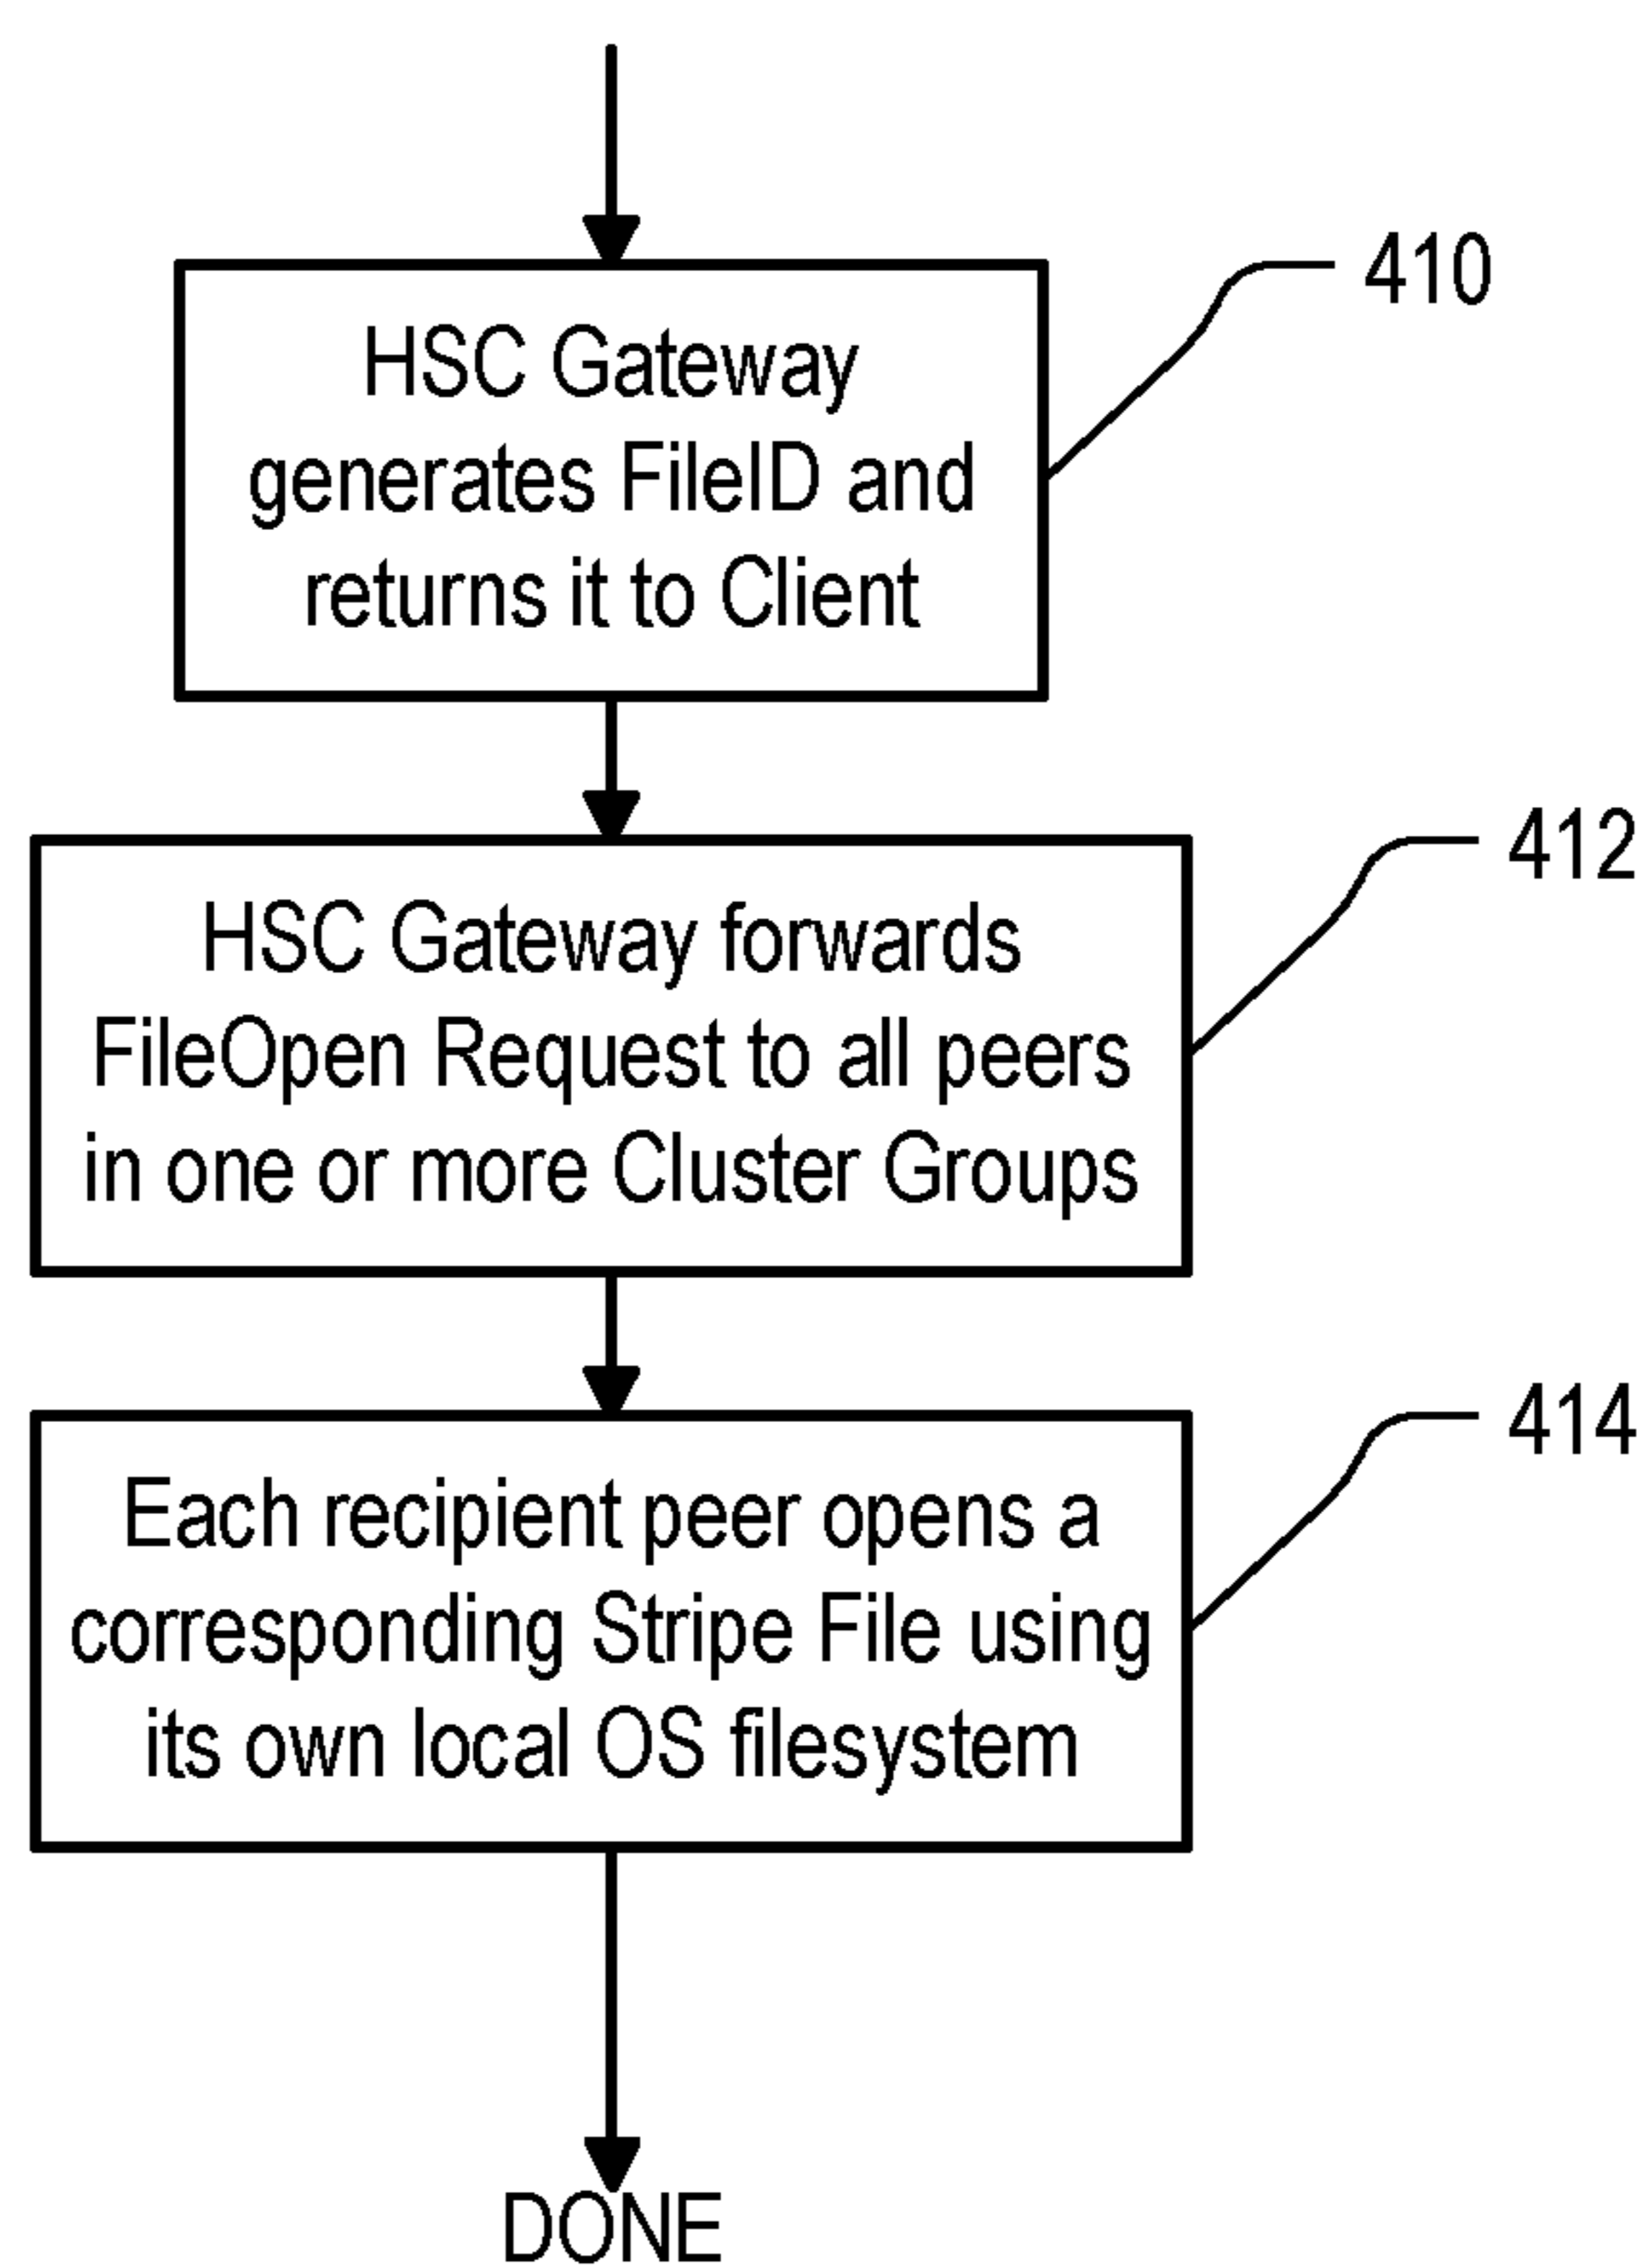 410
HSC Gateway
generates FileID and
returns it to Client
412
HSC Gateway forwards
FileOpen Request to all peers
in one or more Cluster Groups
414
Each recipient peer opens a
corresponding Stripe File using
its own local OS filesystem
DONE